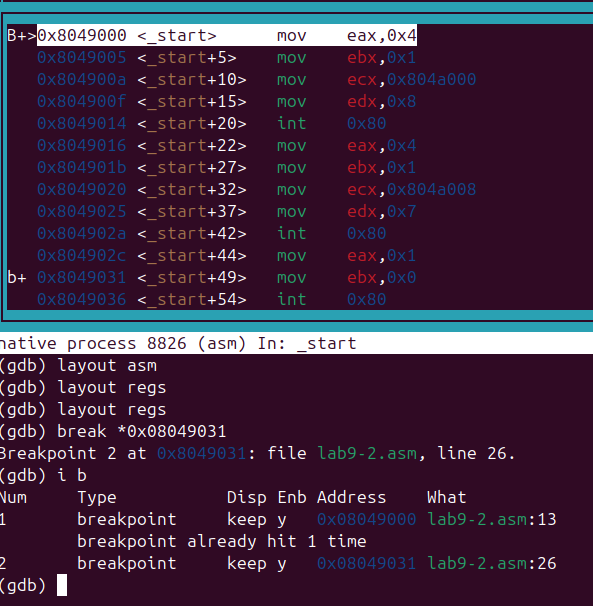 B+>0x8049000 <_start> mov eax,0x4
0x8049005 <_start+5> mov ebx,0x1
0x804900a <_start+10> mov ecx,0x804a000
0x804900f <_start+15> mov edx,0x8
0x8049014 <_start+20> int 0x80
0x8049016 <_start+22> mov eax,0x4
0x804901b <_start+27> mov ebx,0x1
0x8049020 <_start+32> mov ecx,0x804a008
0x8049025 <_start+37> mov edx,0x7
0x804902a <_start+42> int 0x80
0x804902c <_start+44> mov eax,0x1
b+ 0x8049031 <_start+49> mov ebx,0x0
0x8049036 <_start+54> int 0x80
native process 8826 (asm) In: _start
(gdb) layout asm
(gdb) layout regs
(gdb) layout regs
(gdb) break *0x08049031
Breakpoint 2 at 0x8049031: file lab9-2.asm, line 26.
(gdb) i b
Num Type Disp Enb Address What
1 breakpoint keep y 0x08049000 lab9-2.asm:13
breakpoint already hit 1 time
2 breakpoint keep y 0x08049031 lab9-2.asm:26
(gdb)